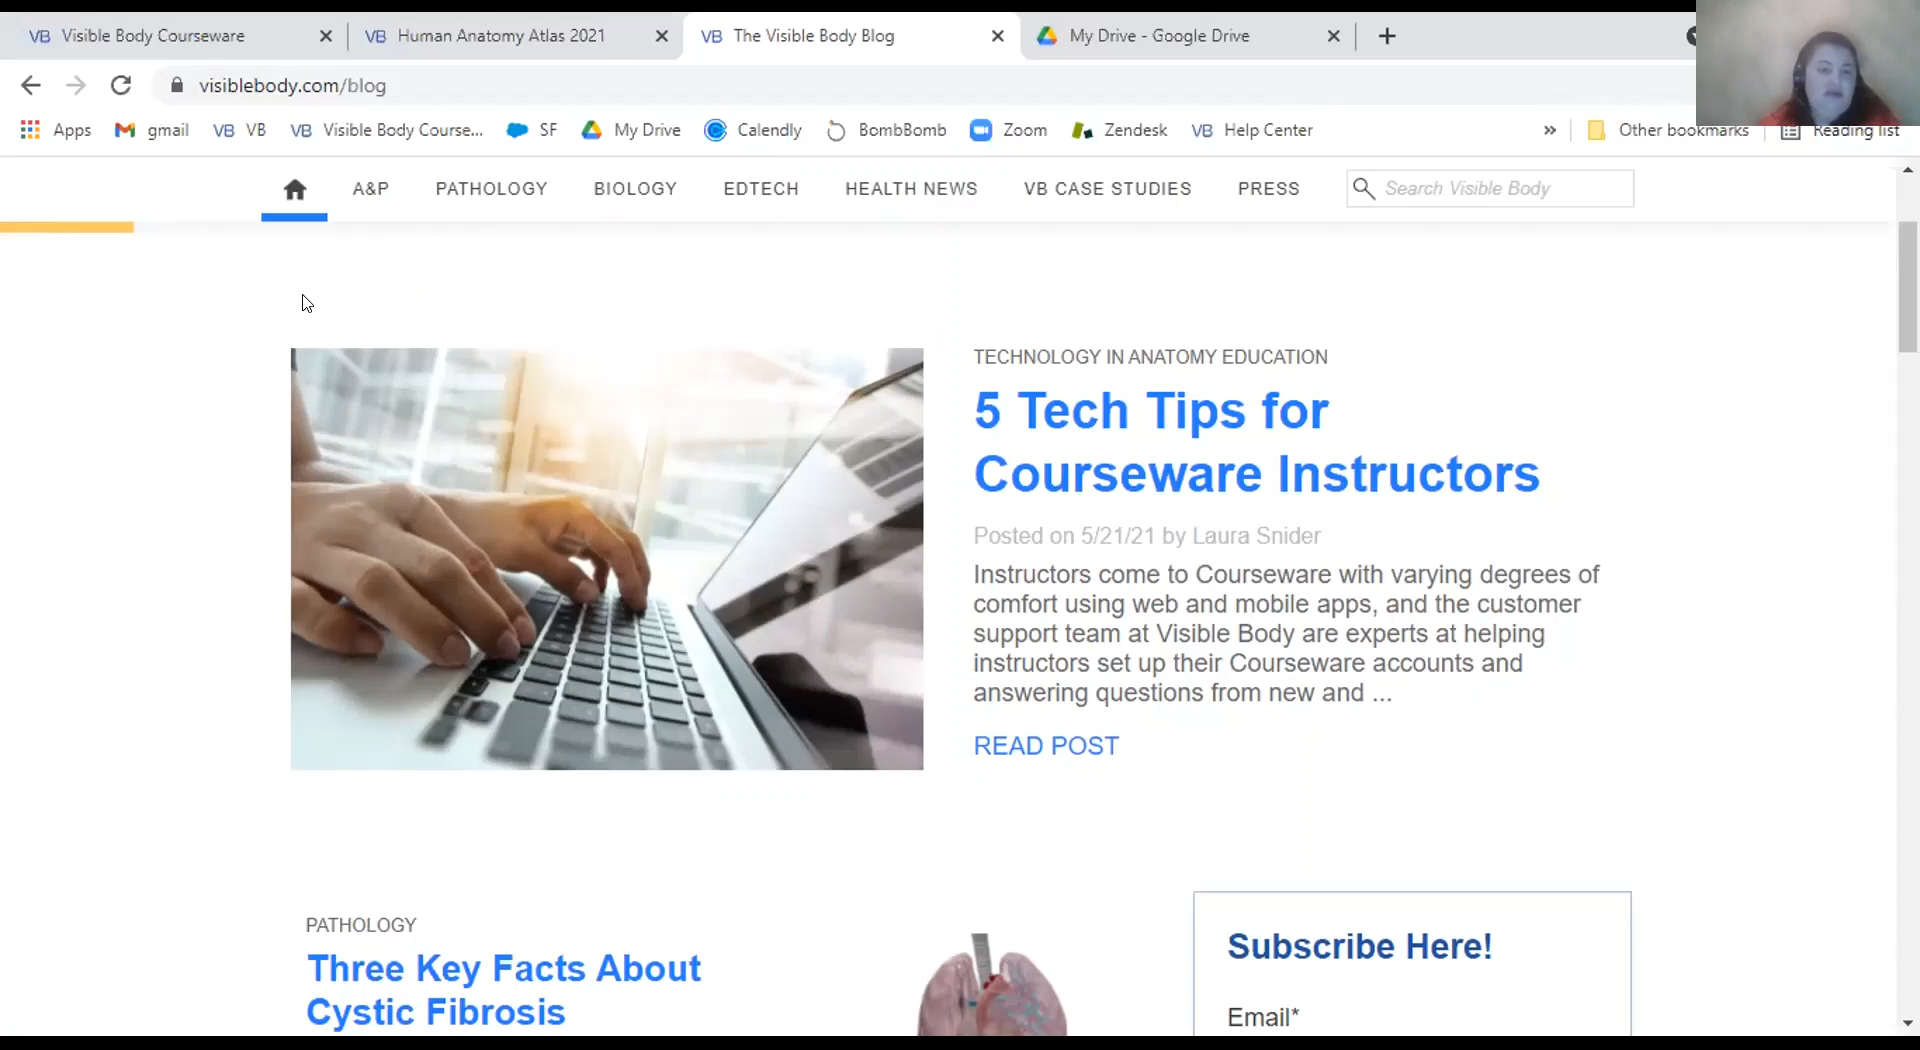 VB Visible Body Courseware
VB Human Anatomy Atlas 2021
VB The Visible Body Blog
My Drive - Google Drive
visiblebody.com/blog
Apps
gmail
VB VB
VB Visible Body Course...
SF
My Drive
Calendly
BombBomb
Zoom
Zendesk
VB Help Center
»
Other bookmarks
Reading list
A&P
PATHOLOGY
BIOLOGY
EDTECH
HEALTH NEWS
VB CASE STUDIES
PRESS
Search Visible Body
TECHNOLOGY IN ANATOMY EDUCATION
5 Tech Tips for
Courseware Instructors
Posted on 5/21/21 by Laura Snider
Instructors come to Courseware with varying degrees of
comfort using web and mobile apps, and the customer
support team at Visible Body are experts at helping
instructors set up their Courseware accounts and
answering questions from new and ...
READ POST
PATHOLOGY
Three Key Facts About
Cystic Fibrosis
Subscribe Here!
Email*